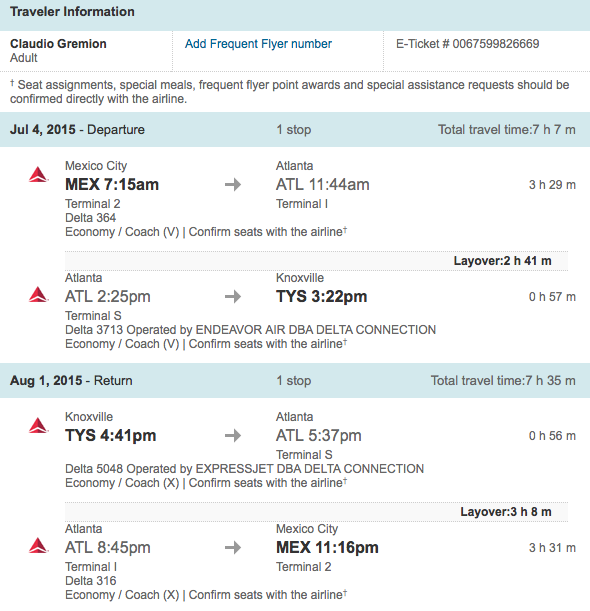 Traveler Information
Claudio Gremion
Adult
Add Frequent Flyer number
E-Ticket # 0067599826669
† Seat assignments, special meals, frequent flyer point awards and special assistance requests should be
confirmed directly with the airline.
Jul 4, 2015 - Departure 1 stop Total travel time:7 h 7 m
Mexico City Atlanta
MEX 7:15am ATL 11:44am 3 h 29 m
Terminal 2 Terminal I
Delta 364
Economy / Coach (V) | Confirm seats with the airline†
Layover:2 h 41 m
Atlanta Knoxville
ATL 2:25pm TYS 3:22pm 0 h 57 m
Terminal S
Delta 3713 Operated by ENDEAVOR AIR DBA DELTA CONNECTION
Economy / Coach (V) | Confirm seats with the airline†
Aug 1, 2015 - Return 1 stop Total travel time:7 h 35 m
Knoxville Atlanta
TYS 4:41pm ATL 5:37pm 0 h 56 m
Terminal S
Delta 5048 Operated by EXPRESSJET DBA DELTA CONNECTION
Economy / Coach (X) | Confirm seats with the airline†
Layover:3 h 8 m
Atlanta Mexico City
ATL 8:45pm MEX 11:16pm 3 h 31 m
Terminal I Terminal 2
Delta 316
Economy / Coach (X) | Confirm seats with the airline†